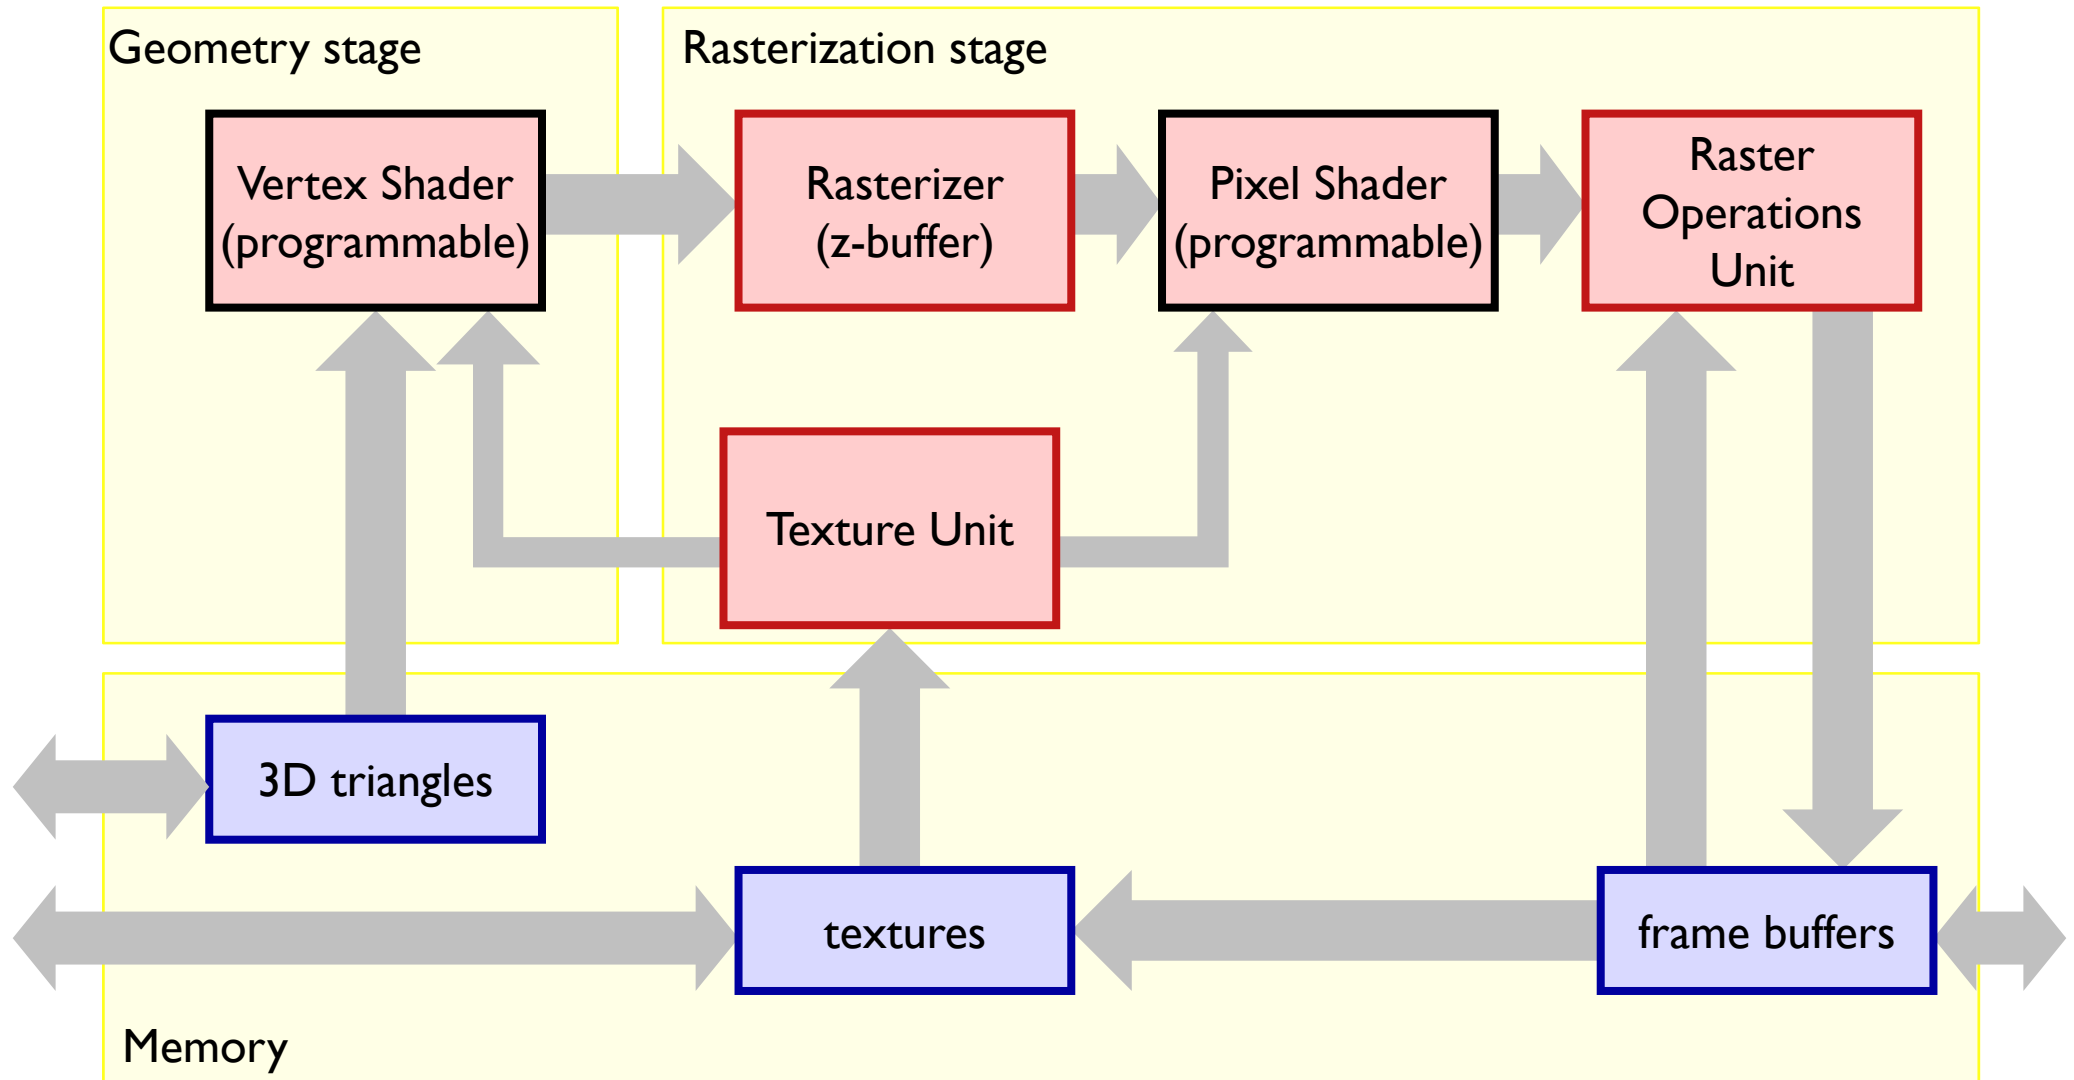 Geometry stage
Rasterization stage
Vertex Shader
(programmable)
Rasterizer
(z-buffer)
Pixel Shader
(programmable)
Raster
Operations
Unit
Texture Unit
3D triangles
textures
frame buffers
Memory